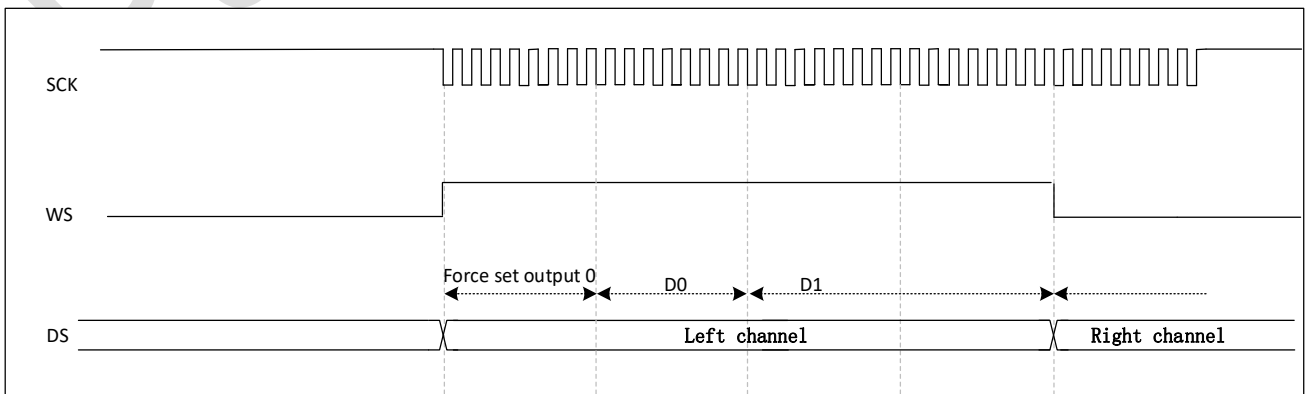 SCK
WS
Force set output 0
D0
D1
DS
Left channel
Right channel